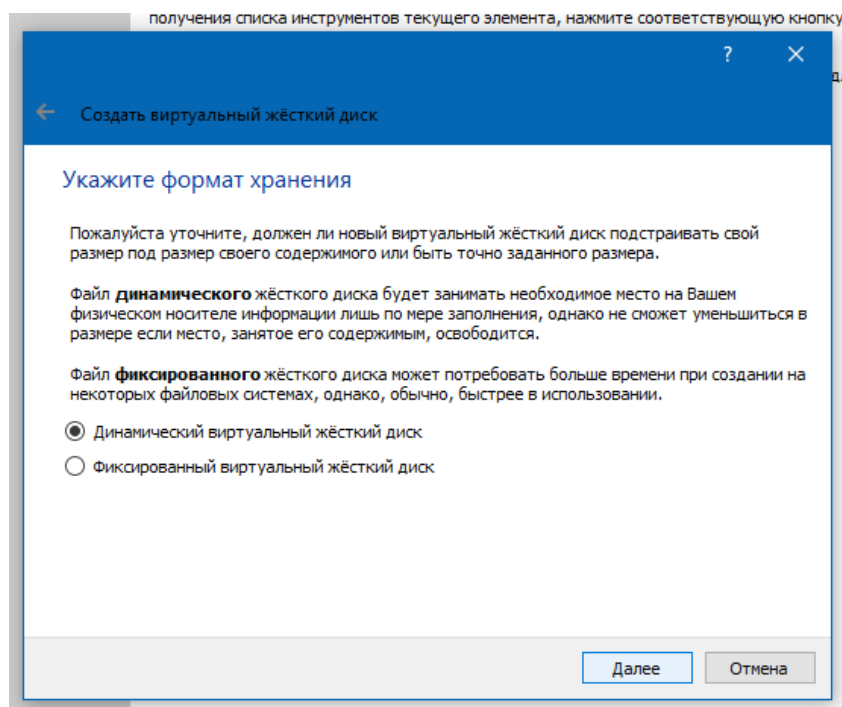 получения списка инструментов текущего элемента, нажмите соответствующую кнопку
?
Создать виртуальный жёсткий диск
Укажите формат хранения
Пожалуйста уточните, должен ли новый виртуальный жёсткий диск подстраивать свой
размер под размер своего содержимого или быть точно заданного размера.
Файл динамического жёсткого диска будет занимать необходимое место на Вашем
физическом носителе информации лишь по мере заполнения, однако не сможет уменьшиться в
размере если место, занятое его содержимым, освободится.
Файл фиксированного жёсткого диска может потребовать больше времени при создании на
некоторых файловых системах, однако, обычно, быстрее в использовании.
Динамический виртуальный жёсткий диск
Фиксированный виртуальный жёсткий диск
Далее Отмена